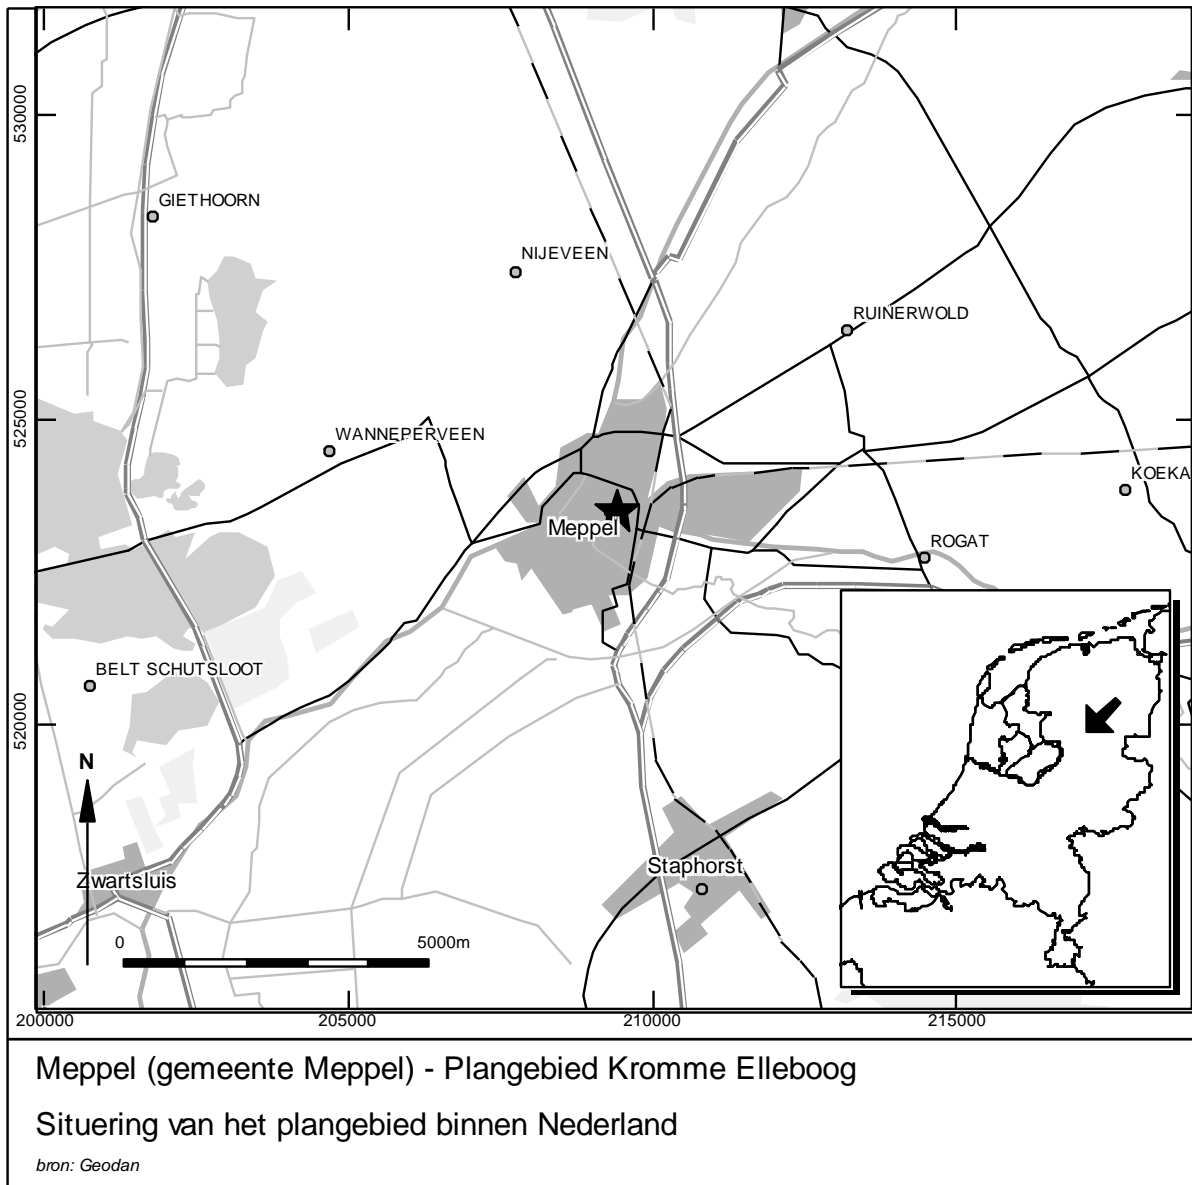 530000
GIETHOORN
NIJEVEEN
RUINERWOLD
525000
WANNEPERVEEN
KOEKA
Meppel
ROGAT
BELT SCHUTSLOOT
520000
N
Staphorst
Zwartsluis
0 5000m
200000 205000 210000 215000
Meppel (gemeente Meppel) - Plangebied Kromme Elleboog
Situering van het plangebied binnen Nederland
bron: Geodan